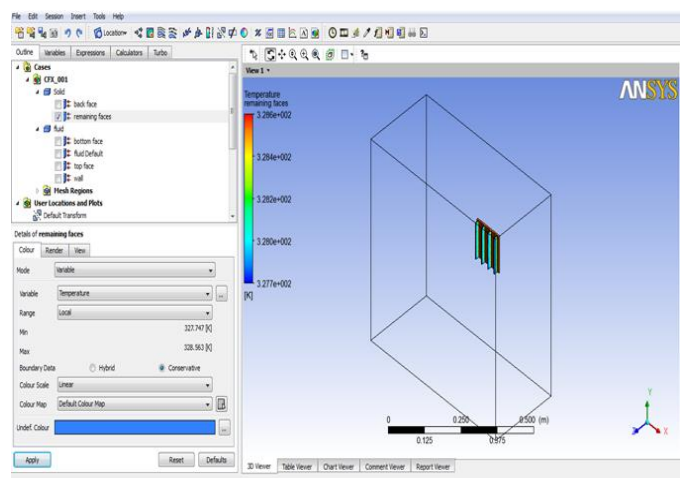 File Edit Session Insert Tools Help
Location
Outline Variables Expressions Calculators Turbo
Cases
CFX_001
Solid
back face
remaining faces
fluid
bottom face
fluid Default
top face
wall
Mesh Regions
User Locations and Plots
Default Transform
Details of remaining faces
Colour Render View
Mode Variable
Variable Temperature ...
Range Local
Min 327.747 [K]
Max 328.563 [K]
Boundary Data Hybrid Conservative
Colour Scale Linear
Colour Map Default Colour Map
Undef. Colour ...
Apply Reset Defaults
View 1
Temperature
remaining faces
3.286e+002
3.284e+002
3.282e+002
3.280e+002
3.277e+002
[K]
ANSYS
0 0.250 0.500 (m)
0.125 0.375
Y
Z X
3D Viewer Table Viewer Chart Viewer Comment Viewer Report Viewer